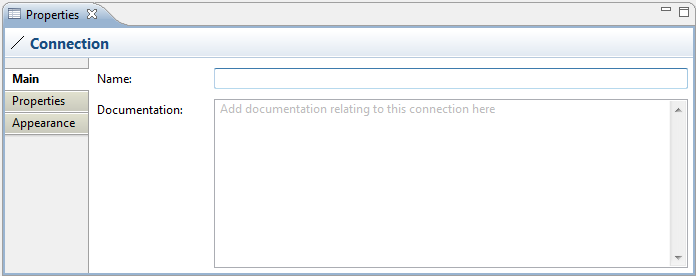 Properties
Connection
Main
Name:
Properties
Documentation:
Add documentation relating to this connection here
Appearance